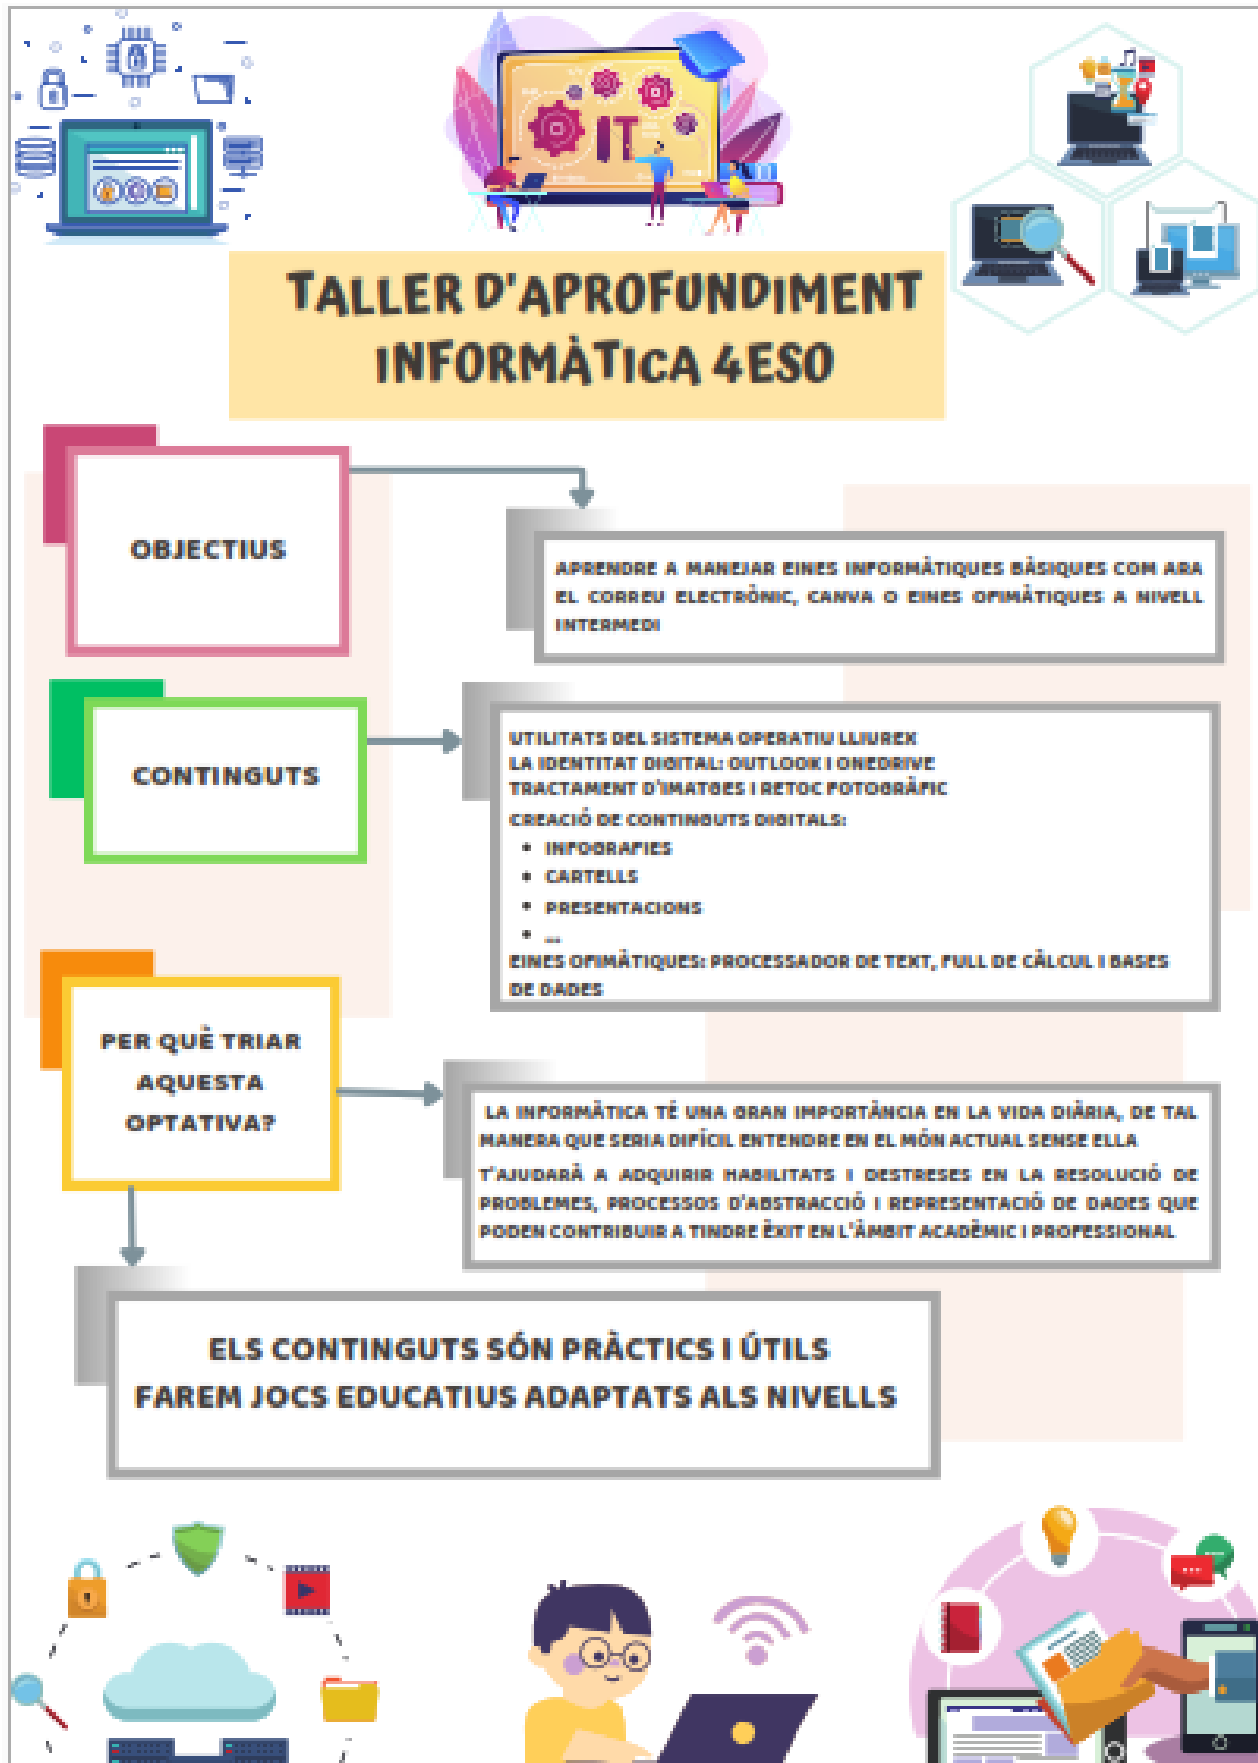 IT
TALLER D'APROFUNDIMENT
INFORMÀTICA 4ESO
OBJECTIUS
APRENDRE A MANEJAR EINES INFORMÀTIQUES BÀSIQUES COM ARA
EL CORREU ELECTRÒNIC, CANVA O EINES OFIMÀTIQUES A NIVELL
INTERMEDI
CONTINGUTS
UTILITATS DEL SISTEMA OPERATIU LLIUREX
LA IDENTITAT DIGITAL: OUTLOOK I ONEDRIVE
TRACTAMENT D'IMATGES I RETOC FOTOGRÀFIC
CREACIÓ DE CONTINGUTS DIGITALS:
• INFOGRAFIES
• CARTELLS
• PRESENTACIONS
• ...
EINES OFIMÀTIQUES: PROCESSADOR DE TEXT, FULL DE CÀLCUL I BASES
DE DADES
PER QUÈ TRIAR
AQUESTA
OPTATIVA?
LA INFORMÀTICA TÉ UNA GRAN IMPORTÀNCIA EN LA VIDA DIÀRIA, DE TAL
MANERA QUE SERIA DIFÍCIL ENTENDRE EN EL MÓN ACTUAL SENSE ELLA
T'AJUDARÀ A ADQUIRIR HABILITATS I DESTRESES EN LA RESOLUCIÓ DE
PROBLEMES, PROCESSOS D'ABSTRACCIÓ I REPRESENTACIÓ DE DADES QUE
PODEN CONTRIBUIR A TINDRE ÈXIT EN L'ÀMBIT ACADÈMIC I PROFESSIONAL
ELS CONTINGUTS SÓN PRÀCTICS I ÚTILS
FAREM JOCS EDUCATIUS ADAPTATS ALS NIVELLS